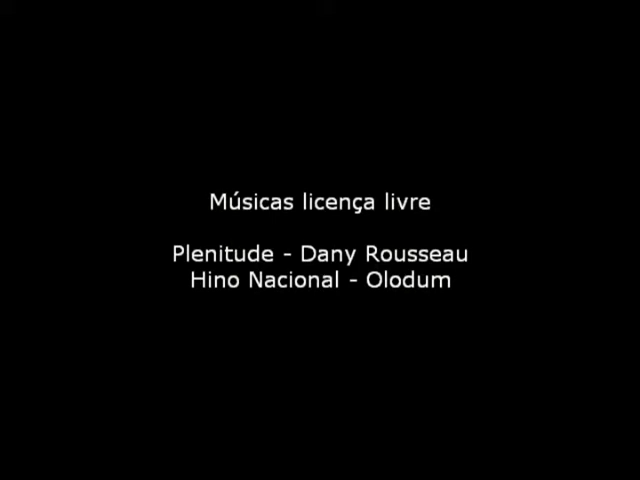 Músicas licença livre
Plenitude - Dany Rousseau
Hino Nacional - Olodum